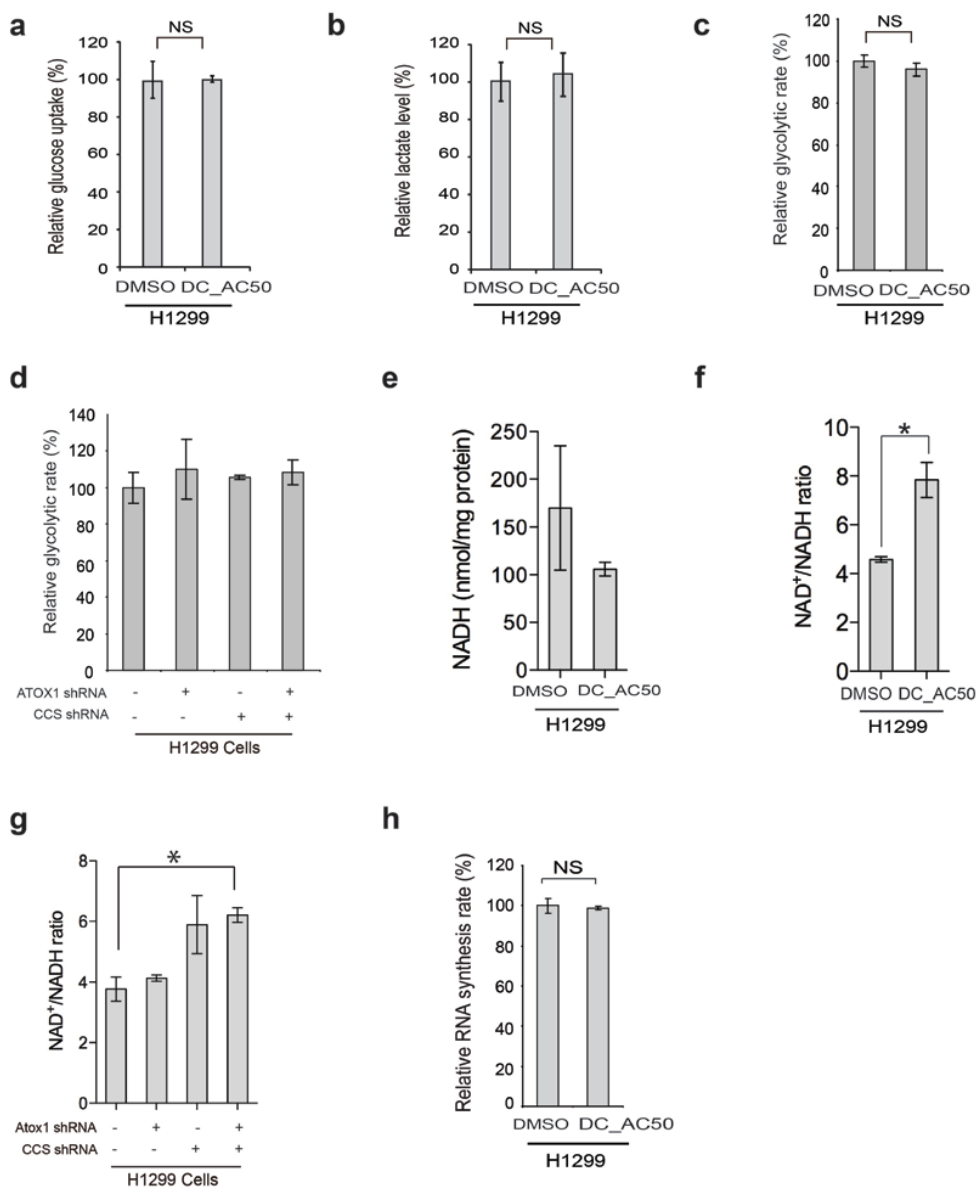 a
NS
Relative glucose uptake (%)
120
100
80
60
40
20
0
DMSO DC_AC50
H1299
b
NS
Relative lactate level (%)
120
100
80
60
40
20
0
DMSO DC_AC50
H1299
c
NS
Relative glycolytic rate (%)
120
100
80
60
40
20
0
DMSO DC_AC50
H1299
d
Relative glycolytic rate (%)
140
120
100
80
60
40
20
0
ATOX1 shRNA - + - +
CCS shRNA - - + +
H1299 Cells
e
NADH (nmol/mg protein)
250
200
150
100
50
0
DMSO DC_AC50
H1299
f
*
NAD+/NADH ratio
10
8
6
4
2
0
DMSO DC_AC50
H1299
g
*
NAD+/NADH ratio
8
6
4
2
0
Atox1 shRNA - + - +
CCS shRNA - - + +
H1299 Cells
h
NS
Relative RNA synthesis rate (%)
120
100
80
60
40
20
0
DMSO DC_AC50
H1299